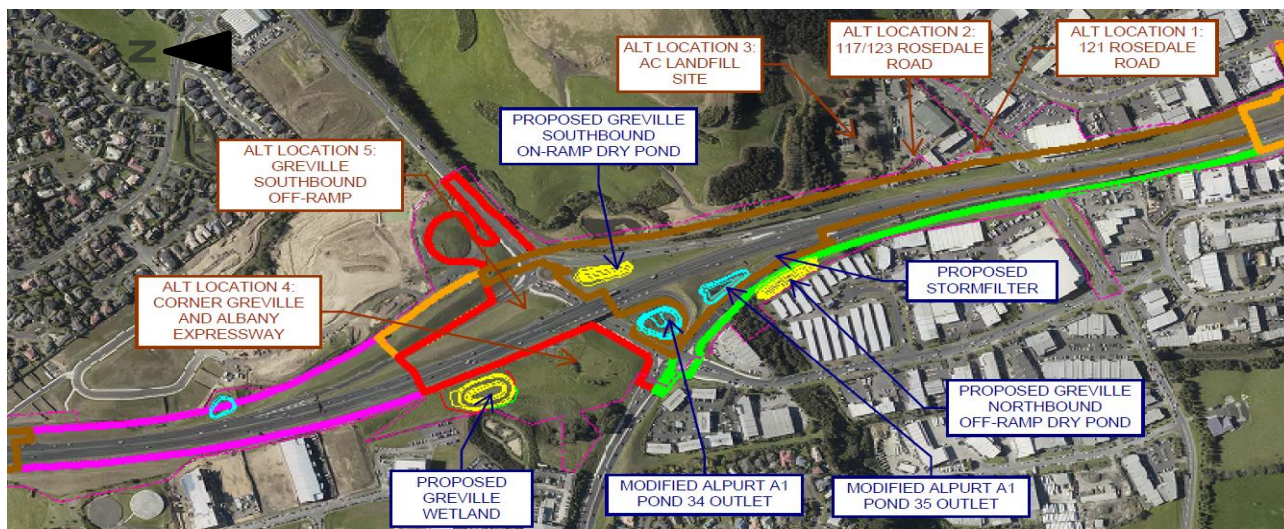 N
ALT LOCATION 3:
AC LANDFILL
SITE
ALT LOCATION 2:
117/123 ROSEDALE
ROAD
ALT LOCATION 1:
121 ROSEDALE
ROAD
PROPOSED GREVILLE
SOUTHBOUND
ON-RAMP DRY POND
ALT LOCATION 5:
GREVILLE
SOUTHBOUND
OFF-RAMP
ALT LOCATION 4:
CORNER GREVILLE
AND ALBANY
EXPRESSWAY
PROPOSED
STORMFILTER
PROPOSED GREVILLE
NORTHBOUND
OFF-RAMP DRY POND
PROPOSED
GREVILLE
WETLAND
MODIFIED ALPURT A1
POND 34 OUTLET
MODIFIED ALPURT A1
POND 35 OUTLET